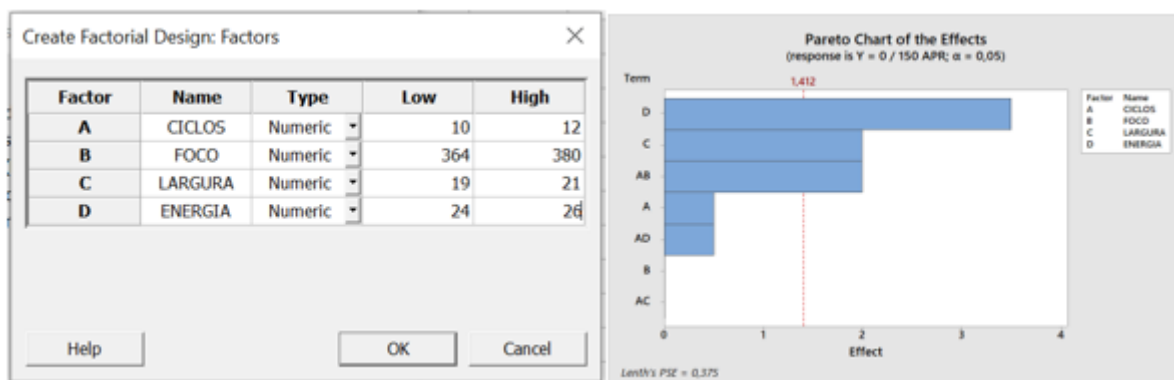 Create Factorial Design: Factors
Factor Name Type Low High
A CICLOS Numeric 10 12
B FOCO Numeric 364 380
C LARGURA Numeric 19 21
D ENERGIA Numeric 24 26
Help OK Cancel
Pareto Chart of the Effects
(response is Y = 0 / 150 APR; α = 0,05)
Term
1,412
D
C
AB
A
AD
B
AC
0 1 2 3 4
Effect
Lenth's PSE = 0,375
Factor Name
A CICLOS
B FOCO
C LARGURA
D ENERGIA